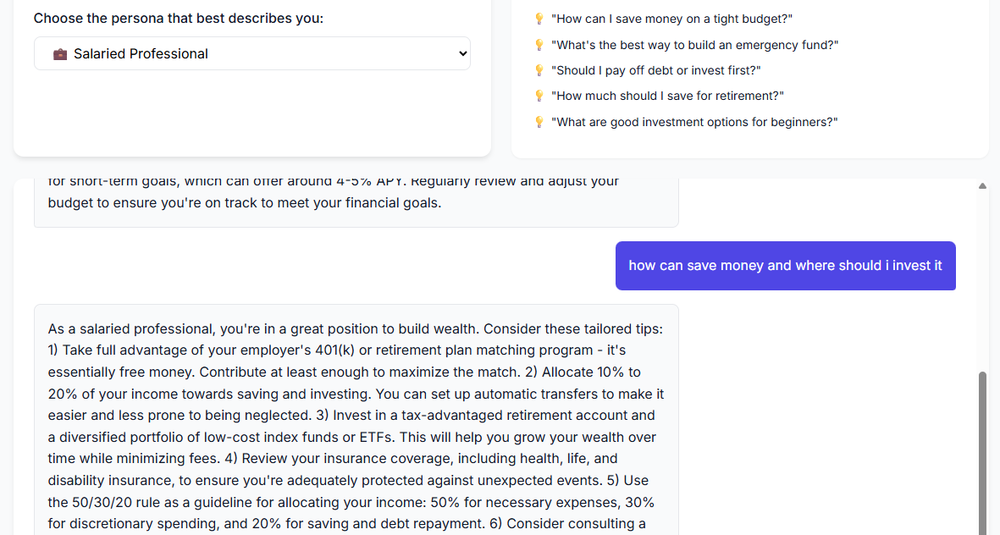 Choose the persona that best describes you:
Salaried Professional
"How can I save money on a tight budget?"
"What's the best way to build an emergency fund?"
"Should I pay off debt or invest first?"
"How much should I save for retirement?"
"What are good investment options for beginners?"
for short-term goals, which can offer around 4-5% APY. Regularly review and adjust your
budget to ensure you're on track to meet your financial goals.
how can save money and where should i invest it
As a salaried professional, you're in a great position to build wealth. Consider these tailored tips:
1) Take full advantage of your employer's 401(k) or retirement plan matching program - it's
essentially free money. Contribute at least enough to maximize the match. 2) Allocate 10% to
20% of your income towards saving and investing. You can set up automatic transfers to make it
easier and less prone to being neglected. 3) Invest in a tax-advantaged retirement account and
a diversified portfolio of low-cost index funds or ETFs. This will help you grow your wealth over
time while minimizing fees. 4) Review your insurance coverage, including health, life, and
disability insurance, to ensure you're adequately protected against unexpected events. 5) Use
the 50/30/20 rule as a guideline for allocating your income: 50% for necessary expenses, 30%
for discretionary spending, and 20% for saving and debt repayment. 6) Consider consulting a